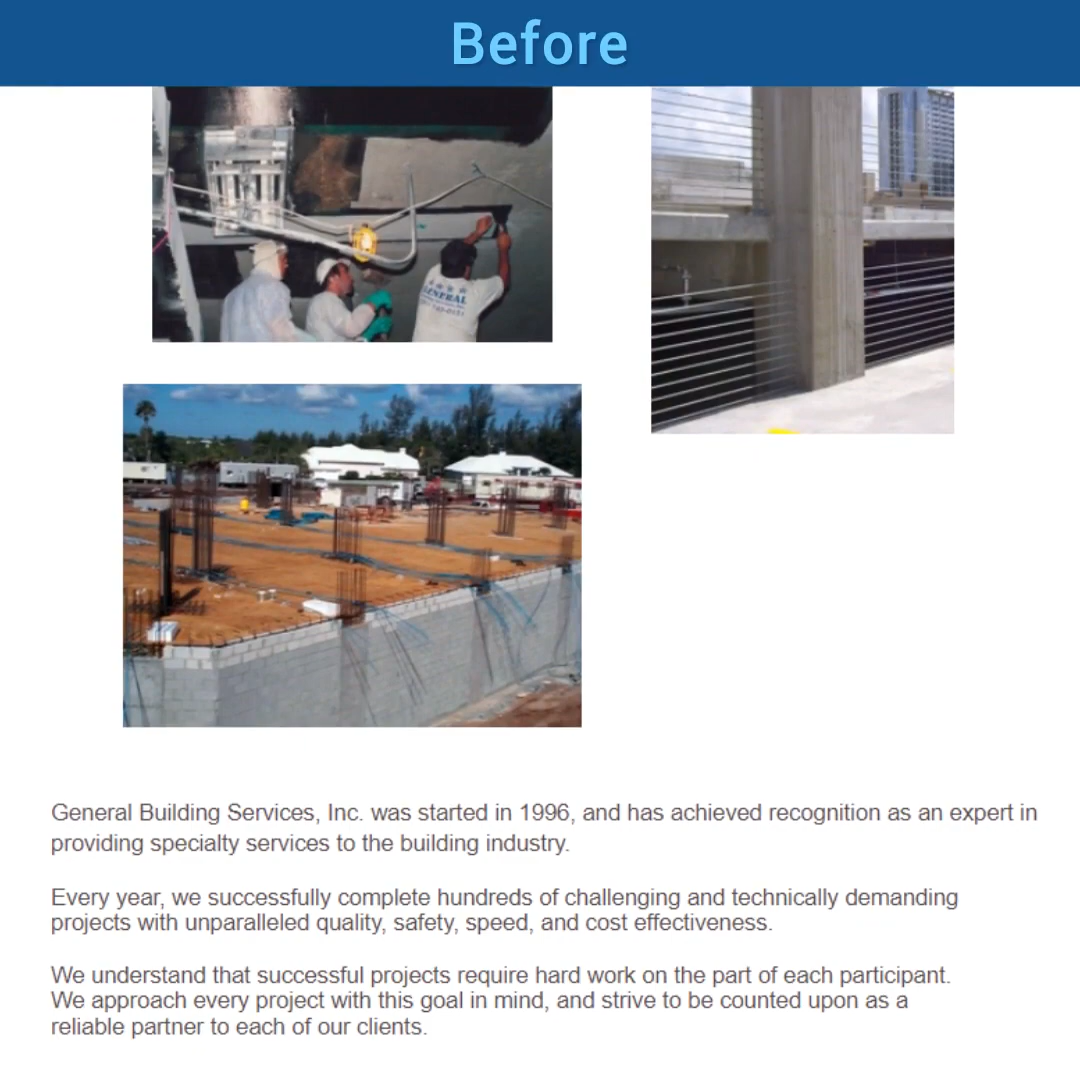 Before
GENERAL
General Building Services, Inc. was started in 1996, and has achieved recognition as an expert in
providing specialty services to the building industry.
Every year, we successfully complete hundreds of challenging and technically demanding
projects with unparalleled quality, safety, speed, and cost effectiveness.
We understand that successful projects require hard work on the part of each participant.
We approach every project with this goal in mind, and strive to be counted upon as a
reliable partner to each of our clients.